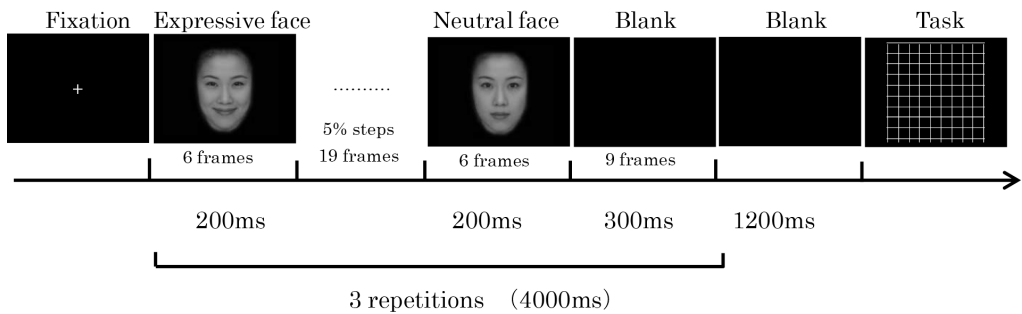 Fixation
Expressive face
Neutral face
Blank
Blank
Task
+
..........
5% steps
6 frames
19 frames
6 frames
9 frames
200ms
200ms
300ms
1200ms
3 repetitions （4000ms）